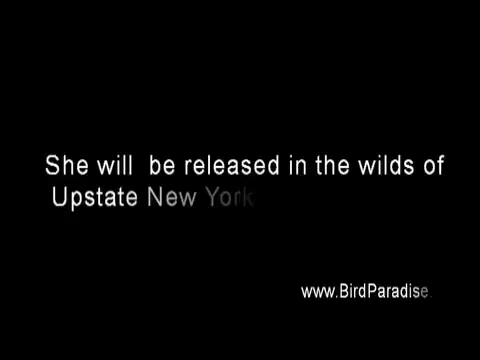 She will be released in the wilds of
Upstate New York
www.BirdParadise.